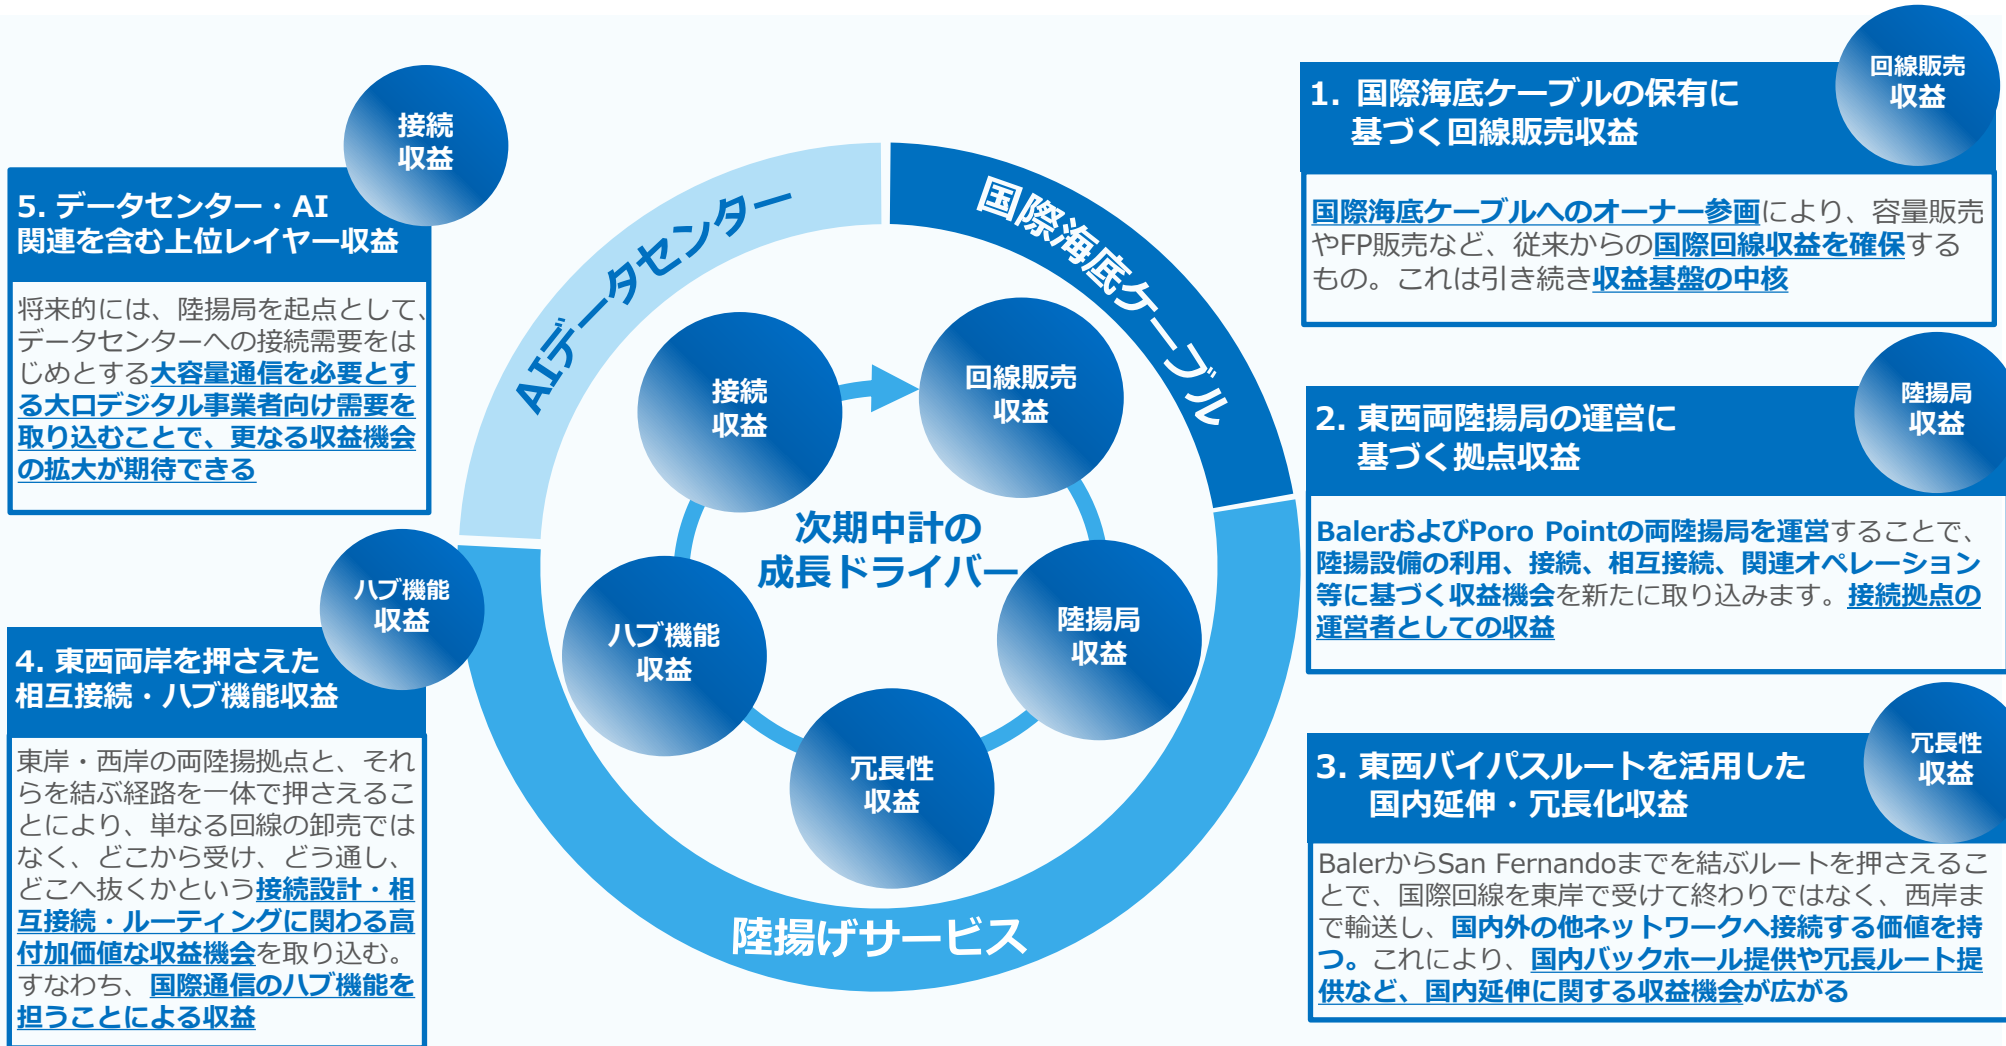 回線販売
収益
1. 国際海底ケーブルの保有に
基づく回線販売収益
国際海底ケーブルへのオーナー参画により、容量販売
やFP販売など、従来からの国際回線収益を確保する
もの。これは引き続き収益基盤の中核
陸揚局
収益
2. 東西両陸揚局の運営に
基づく拠点収益
BalerおよびPoro Pointの両陸揚局を運営することで、
陸揚設備の利用、接続、相互接続、関連オペレーション
等に基づく収益機会を新たに取り込みます。接続拠点の
運営者としての収益
冗長性
収益
3. 東西バイパスルートを活用した
国内延伸・冗長化収益
BalerからSan Fernandoまでを結ぶルートを押さえるこ
とで、国際回線を東岸で受けて終わりではなく、西岸ま
で輸送し、国内外の他ネットワークへ接続する価値を持
つ。これにより、国内バックホール提供や冗長ルート提
供など、国内延伸に関する収益機会が広がる
ハブ機能
収益
4. 東西両岸を押さえた
相互接続・ハブ機能収益
東岸・西岸の両陸揚拠点と、それ
らを結ぶ経路を一体で押さえるこ
とにより、単なる回線の卸売では
なく、どこから受け、どう通し、
どこへ抜くかという接続設計・相
互接続・ルーティングに関わる高
付加価値な収益機会を取り込む。
すなわち、国際通信のハブ機能を
担うことによる収益
接続
収益
5. データセンター・AI
関連を含む上位レイヤー収益
将来的には、陸揚局を起点として、
データセンターへの接続需要をは
じめとする大容量通信を必要とす
る大口デジタル事業者向け需要を
取り込むことで、更なる収益機会
の拡大が期待できる
AIデータセンター
国際海底ケーブル
陸揚げサービス
接続
収益
回線販売
収益
陸揚局
収益
冗長性
収益
ハブ機能
収益
次期中計の
成長ドライバー